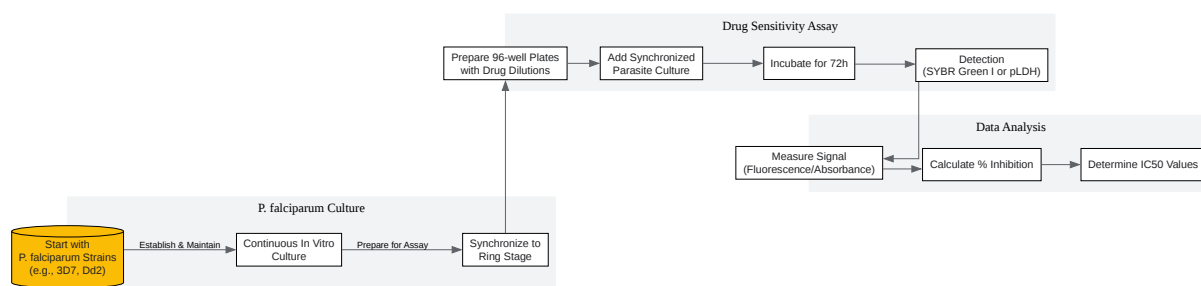 Drug Sensitivity Assay
Prepare 96-well Plates
with Drug Dilutions
Add Synchronized
Parasite Culture
Incubate for 72h
Detection
(SYBR Green I or pLDH)
Data Analysis
Measure Signal
(Fluorescence/Absorbance)
Calculate % Inhibition
Determine IC50 Values
P. falciparum Culture
Start with
P. falciparum Strains
(e.g., 3D7, Dd2)
Establish & Maintain
Continuous In Vitro
Culture
Prepare for Assay
Synchronize to
Ring Stage